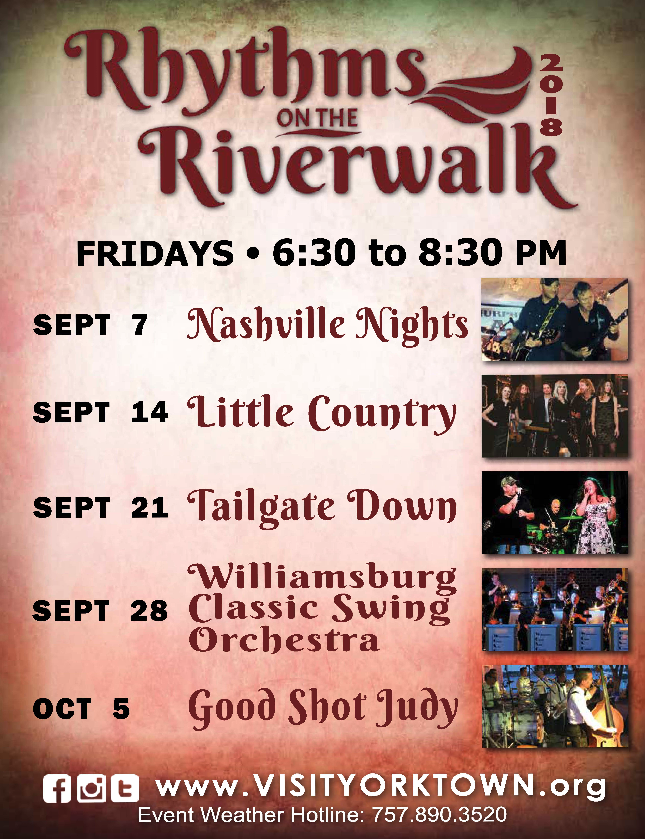 Rhythms
ON THE
Riverwalk
2018
FRIDAYS • 6:30 to 8:30 PM
SEPT 7 Nashville Nights
SEPT 14 Little Country
SEPT 21 Tailgate Down
SEPT 28 Williamsburg
Classic Swing
Orchestra
OCT 5 Good Shot Judy
www.VISITYORKTOWN.org
Event Weather Hotline: 757.890.3520